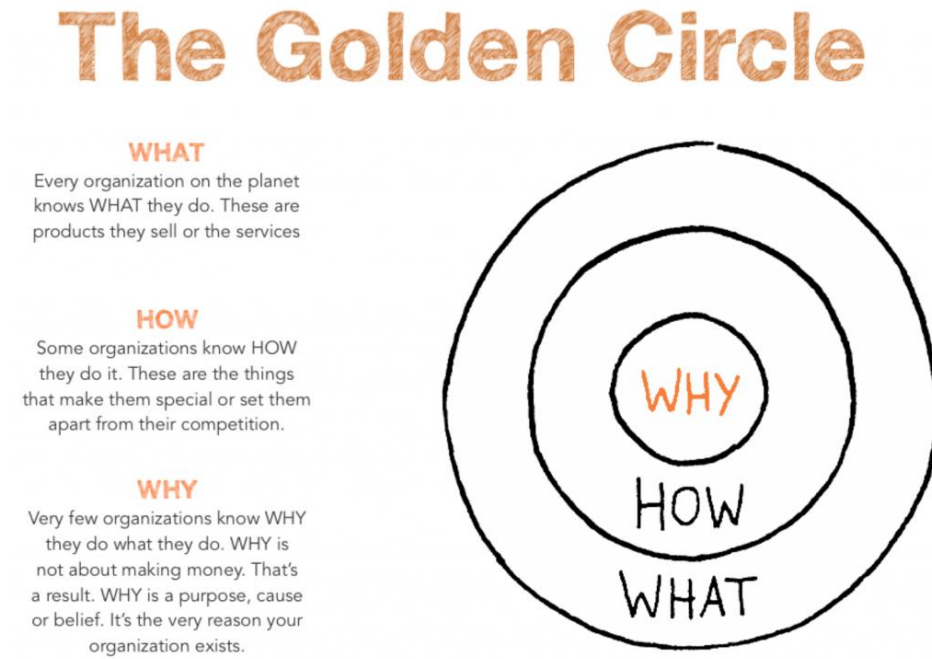 The Golden Circle
WHAT
Every organization on the planet
knows WHAT they do. These are
products they sell or the services
HOW
Some organizations know HOW
they do it. These are the things
that make them special or set them
apart from their competition.
WHY
Very few organizations know WHY
they do what they do. WHY is
not about making money. That's
a result. WHY is a purpose, cause
or belief. It's the very reason your
organization exists.
WHY
HOW
WHAT